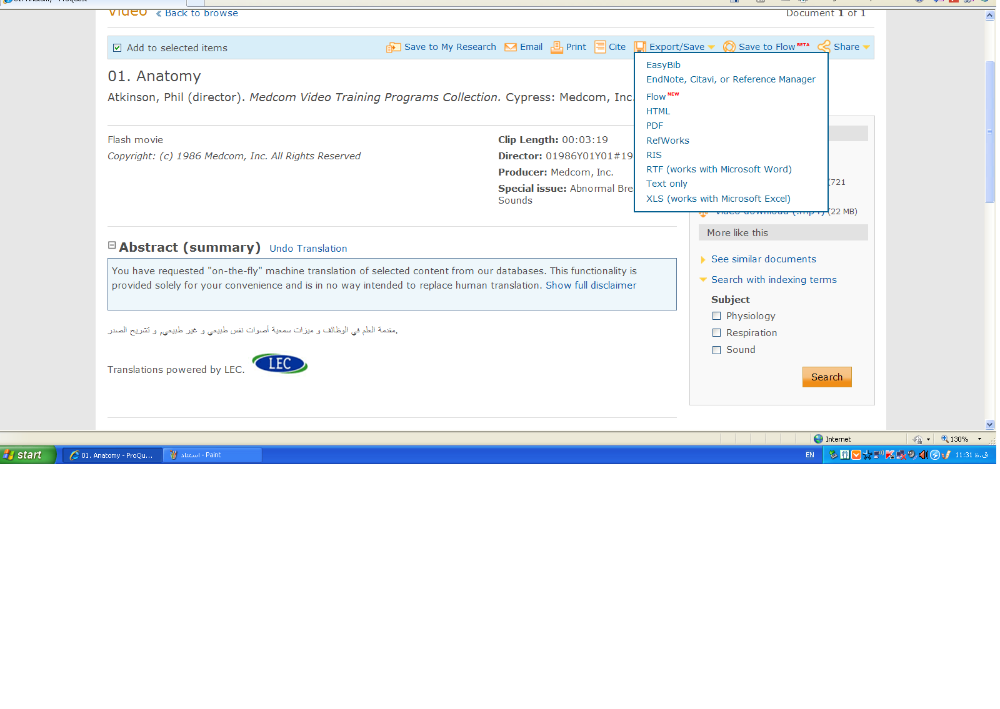 Video « Back to browse
Document 1 of 1
Add to selected items
Save to My Research Email Print Cite Export/Save Save to Flow BETA Share
EasyBib
EndNote, Citavi, or Reference Manager
Flow NEW
HTML
PDF
RefWorks
RIS
RTF (works with Microsoft Word)
Text only
XLS (works with Microsoft Excel)
01. Anatomy
Atkinson, Phil (director). Medcom Video Training Programs Collection. Cypress: Medcom, Inc.
Flash movie
Copyright: (c) 1986 Medcom, Inc. All Rights Reserved
Clip Length: 00:03:19
Director: 01986Y01Y01#19
Producer: Medcom, Inc.
Special issue: Abnormal Bre
Sounds
(721
(22 MB)
More like this
See similar documents
Search with indexing terms
Subject
Physiology
Respiration
Sound
Search
Abstract (summary) Undo Translation
You have requested "on-the-fly" machine translation of selected content from our databases. This functionality is
provided solely for your convenience and is in no way intended to replace human translation. Show full disclaimer
مقدمة العلم في الوظائف و ميزات سمعية أصوات نفس طبيعي و غير طبيعي, و تشريح الصدر.
Translations powered by LEC. LEC
Internet
130%
start
01. Anatomy - ProQu...
استناد - Paint
EN
11:31 ق.ظ